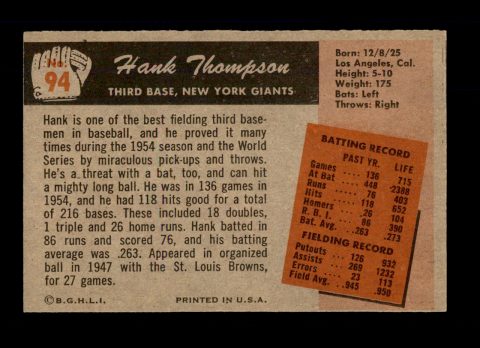 No. 94
Hank Thompson
THIRD BASE, NEW YORK GIANTS
Born: 12/8/25
Los Angeles, Cal.
Height: 5-10
Weight: 175
Bats: Left
Throws: Right
Hank is one of the best fielding third base-
men in baseball, and he proved it many
times during the 1954 season and the World
Series by miraculous pick-ups and throws.
He's a threat with a bat, too, and can hit
a mighty long ball. He was in 136 games in
1954, and he had 118 hits good for a total
of 216 bases. These included 18 doubles,
1 triple and 26 home runs. Hank batted in
86 runs and scored 76, and his batting
average was .263. Appeared in organized
ball in 1947 with the St. Louis Browns,
for 27 games.
BATTING RECORD
PAST YR. LIFE
Games .... 136 715
At Bat .... 448 2388
Runs .... 76 403
Hits .... 118 652
Homers .... 26 104
R. B. I. .... 86 390
Bat. Avg. .. .263 .273
FIELDING RECORD
Putouts .. 126 932
Assists .. 269 1232
Errors .. 23 113
Field Avg. .. .945 .950
©B.G.H.L.I. PRINTED IN U.S.A.